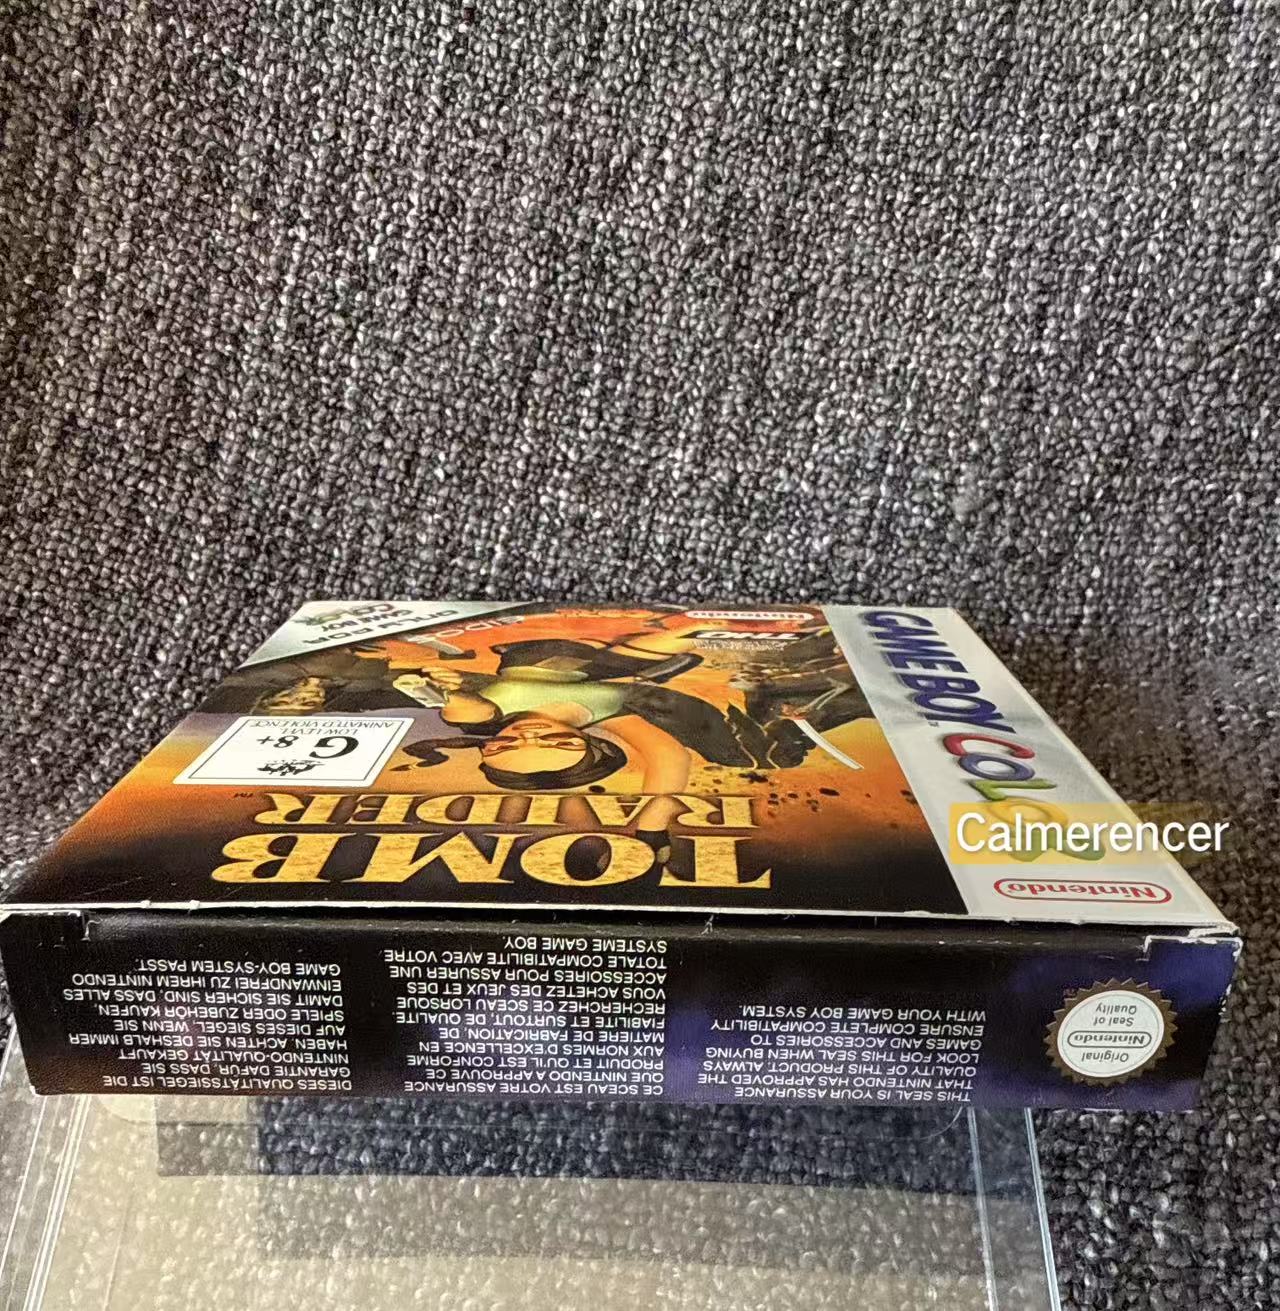 THIS SEAL IS YOUR ASSURANCE
THAT NINTENDO HAS APPROVED THE
QUALITY OF THIS PRODUCT. ALWAYS
LOOK FOR THIS SEAL WHEN BUYING
GAMES AND ACCESSORIES TO
ENSURE COMPLETE COMPATIBILITY
WITH YOUR GAME BOY SYSTEM.
CE SCEAU EST VOTRE ASSURANCE
QUE NINTENDO A APPROUVE CE
PRODUIT ET QU'IL EST CONFORME
AUX NORMES D'EXCELLENCE EN
MATIERE DE FABRICATION, DE
FIABILITE ET SURTOUT, DE QUALITE.
RECHERCHEZ CE SCEAU LORSQUE
VOUS ACHETEZ DES JEUX ET DES
ACCESSOIRES POUR ASSURER UNE
TOTALE COMPATIBILITE AVEC VOTRE
SYSTEME GAME BOY.
DIESES QUALITÄTSSIEGEL IST DIE
GARANTIE DAFÜR, DASS SIE
NINTENDO-QUALITÄT GEKAUFT
HABEN. ACHTEN SIE DESHALB IMMER
AUF DIESES SIEGEL, WENN SIE
SPIELE ODER ZUBEHÖR KAUFEN,
DAMIT SIE SICHER SIND, DASS ALLES
EINWANDFREI ZU IHREM NINTENDO
GAME BOY-SYSTEM PASST.
Original
Nintendo
Seal of
Quality
Nintendo
GAME BOY COLOR
TM
TOMB
RAIDER
TM
G 8+
LOW LEVEL
ANIMATED VIOLENCE
THQ
Nintendo
EIDOS
Calmerencer